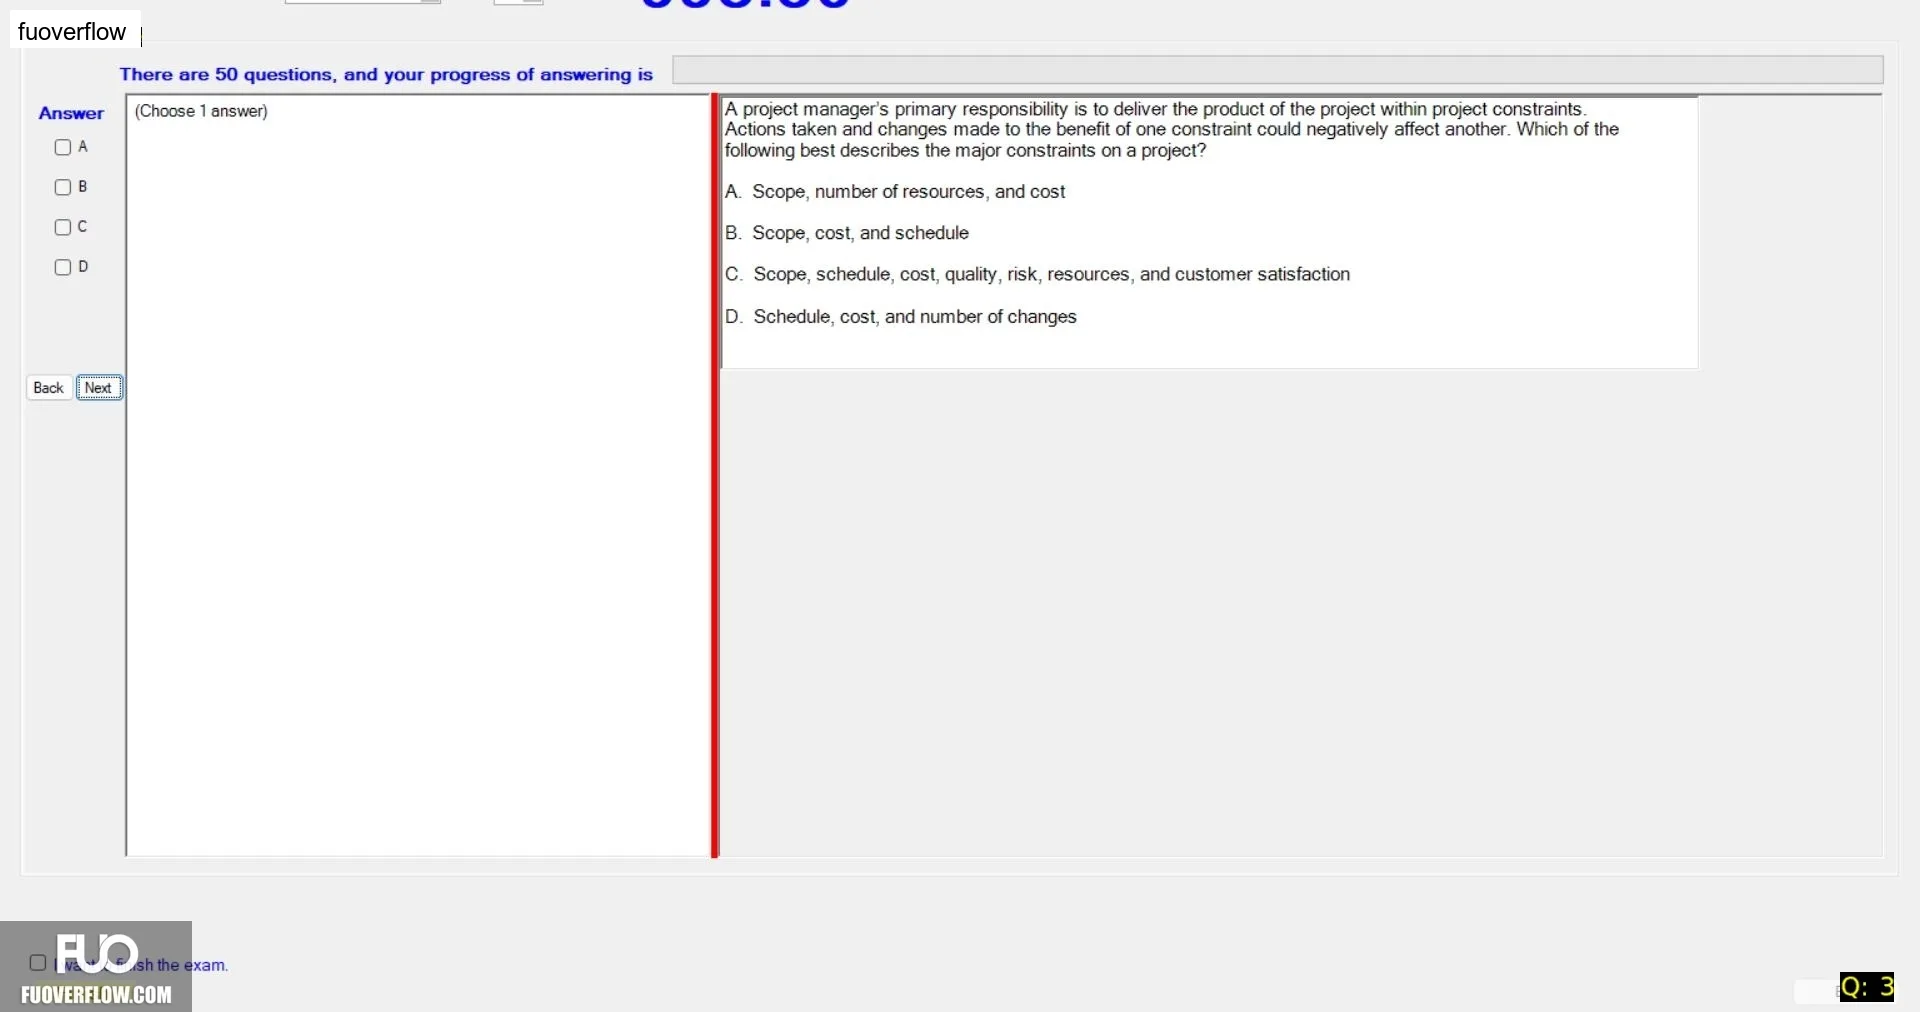 fuoverflow
There are 50 questions, and your progress of answering is
Answer
(Choose 1 answer)
A
B
C
D
Back
Next
A project manager's primary responsibility is to deliver the product of the project within project constraints.
Actions taken and changes made to the benefit of one constraint could negatively affect another. Which of the
following best describes the major constraints on a project?
A. Scope, number of resources, and cost
B. Scope, cost, and schedule
C. Scope, schedule, cost, quality, risk, resources, and customer satisfaction
D. Schedule, cost, and number of changes
FUO
the exam.
FUOVERFLOW.COM
Q: 3